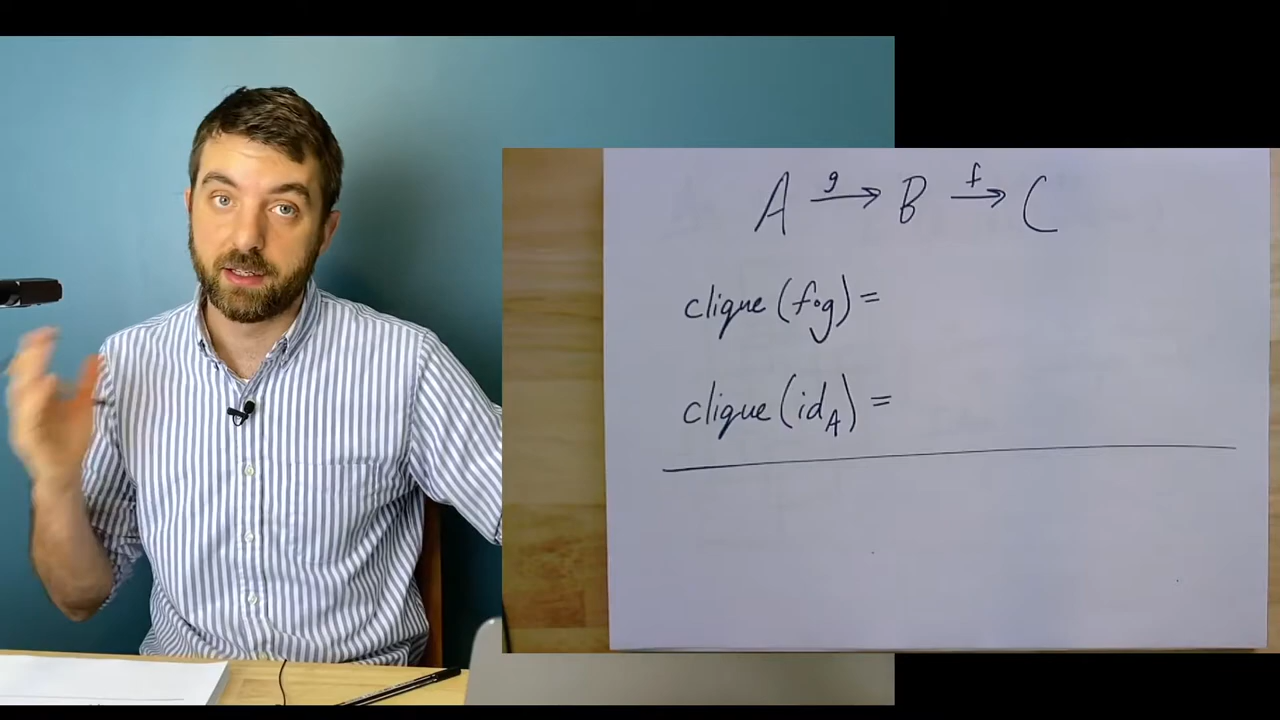 A g→ B f→ C
clique (f∘g) =
clique (id_A) =